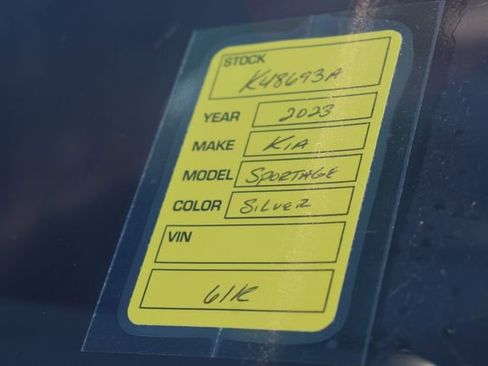 STOCK
K48693A
YEAR 2023
MAKE KIA
MODEL SPORTAGE
COLOR SILVER
VIN
61K